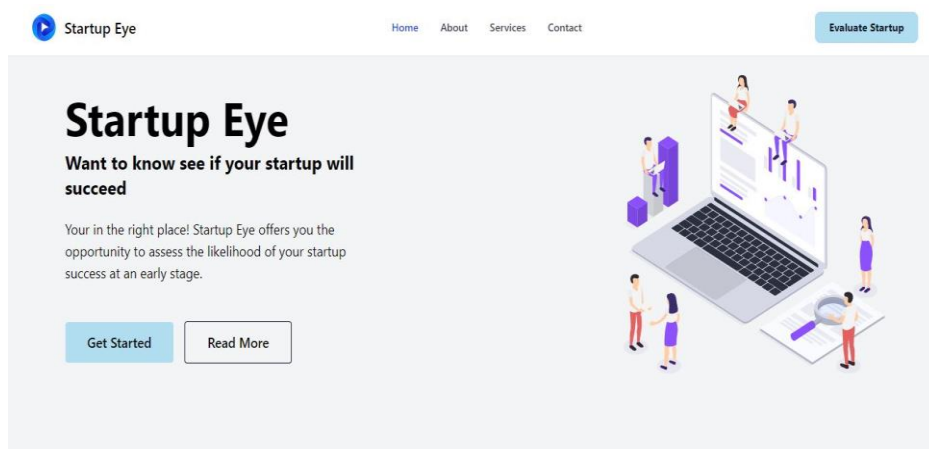 Startup Eye
Home About Services Contact
Evaluate Startup
Startup Eye
Want to know see if your startup will
succeed
Your in the right place! Startup Eye offers you the
opportunity to assess the likelihood of your startup
success at an early stage.
Get Started
Read More